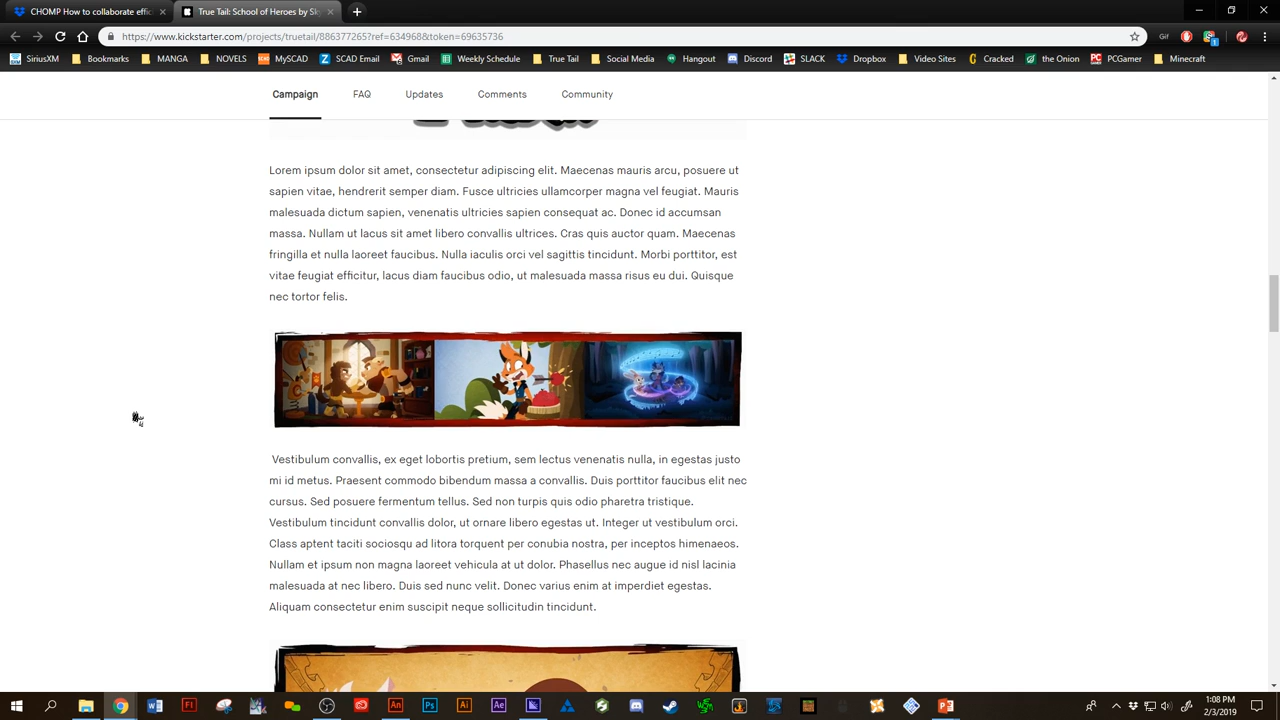 CHOMP How to collaborate effic
True Tail: School of Heroes by Sk
https://www.kickstarter.com/projects/truetail/886377265?ref=634968&token=69635736
Gif
1
SiriusXM Bookmarks MANGA NOVELS MySCAD SCAD Email Gmail Weekly Schedule True Tail Social Media Hangout Discord SLACK Dropbox Video Sites Cracked the Onion PCGamer Minecraft
Campaign FAQ Updates Comments Community
Lorem ipsum dolor sit amet, consectetur adipiscing elit. Maecenas mauris arcu, posuere ut
sapien vitae, hendrerit semper diam. Fusce ultricies ullamcorper magna vel feugiat. Mauris
malesuada dictum sapien, venenatis ultricies sapien consequat ac. Donec id accumsan
massa. Nullam ut lacus sit amet libero convallis ultrices. Cras quis auctor quam. Maecenas
fringilla et nulla laoreet faucibus. Nulla iaculis orci vel sagittis tincidunt. Morbi porttitor, est
vitae feugiat efficitur, lacus diam faucibus odio, ut malesuada massa risus eu dui. Quisque
nec tortor felis.
Vestibulum convallis, ex eget lobortis pretium, sem lectus venenatis nulla, in egestas justo
mi id metus. Praesent commodo bibendum massa a convallis. Duis porttitor faucibus elit nec
cursus. Sed posuere fermentum tellus. Sed non turpis quis odio pharetra tristique.
Vestibulum tincidunt convallis dolor, ut ornare libero egestas ut. Integer ut vestibulum orci.
Class aptent taciti sociosqu ad litora torquent per conubia nostra, per inceptos himenaeos.
Nullam et ipsum non magna laoreet vehicula at ut dolor. Phasellus nec augue id nisl lacinia
malesuada at nec libero. Duis sed nunc velit. Donec varius enim at imperdiet egestas.
Aliquam consectetur enim suscipit neque sollicitudin tincidunt.
1:08 PM
2/3/2019